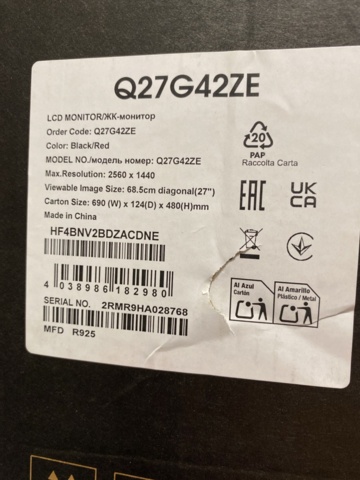 Q27G42ZE
LCD MONITOR/ЖК-монитор
Order Code: Q27G42ZE
Color: Black/Red
MODEL NO./модель номер: Q27G42ZE
Max.Resolution: 2560 x 1440
Viewable Image Size: 68.5cm diagonal(27")
Carton Size: 690 (W) x 124(D) x 480(H)mm
Made in China
HF4BNV2BDZACDNE
4 038986 182980
SERIAL NO. 2RMR9HA028768
MFD R925
20
PAP
Raccolta Carta
EAC
UK
CA
Al Azul
Cartón
Al Amarillo
Plástico / Metal